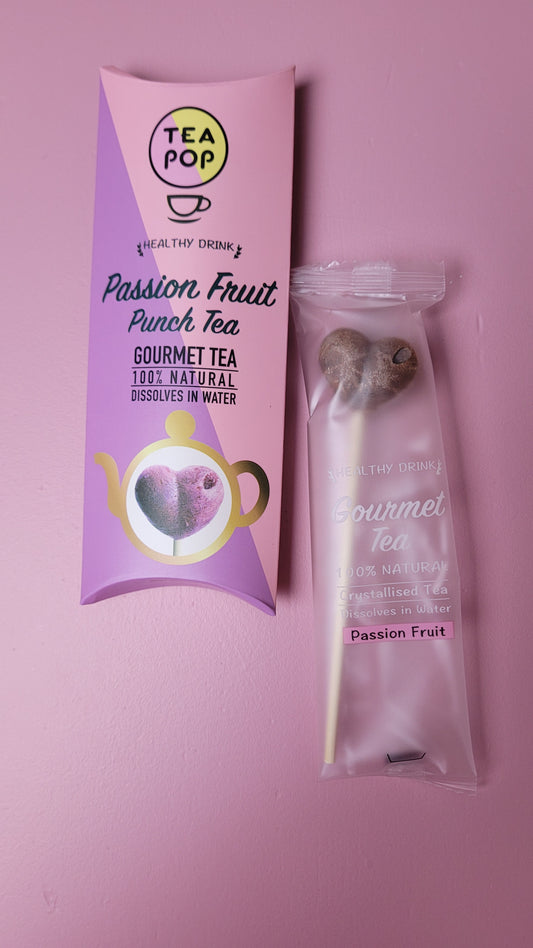 TEA
POP
HEALTHY DRINK
Passion Fruit
Punch Tea
GOURMET TEA
100% NATURAL
DISSOLVES IN WATER
HEALTHY DRINK
Gourmet
Tea
100% NATURAL
Crystallised Tea
Dissolves in Water
Passion Fruit